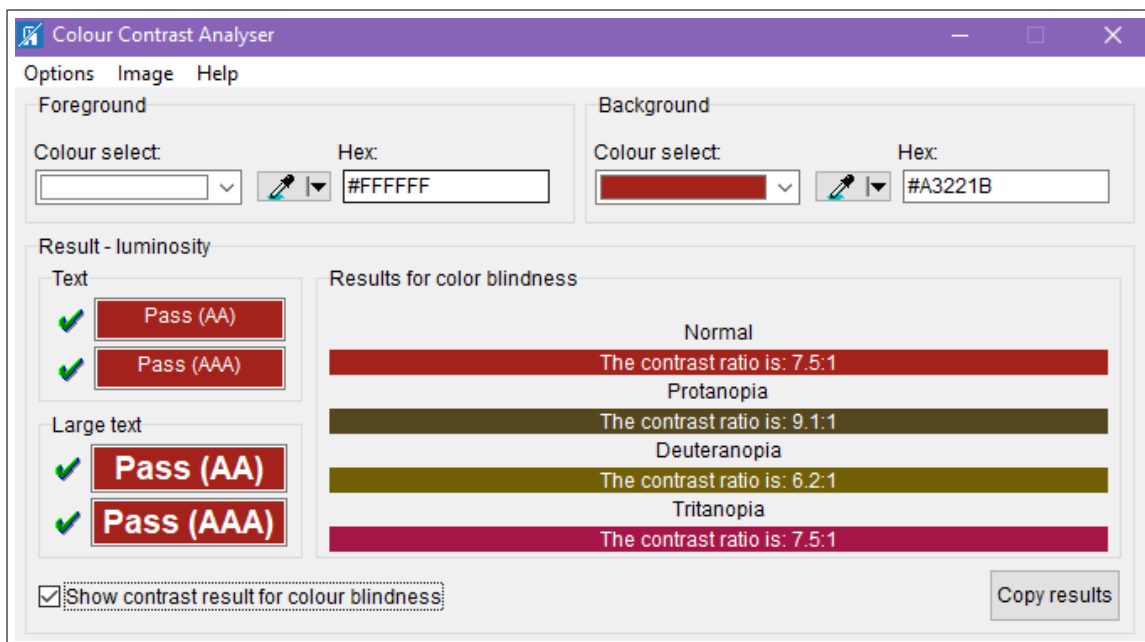 Colour Contrast Analyser
Options Image Help
Foreground
Colour select:
Hex:
#FFFFFF
Background
Colour select:
Hex:
#A3221B
Result - luminosity
Text
Pass (AA)
Pass (AAA)
Large text
Pass (AA)
Pass (AAA)
Results for color blindness
Normal
The contrast ratio is: 7.5:1
Protanopia
The contrast ratio is: 9.1:1
Deuteranopia
The contrast ratio is: 6.2:1
Tritanopia
The contrast ratio is: 7.5:1
Show contrast result for colour blindness
Copy results